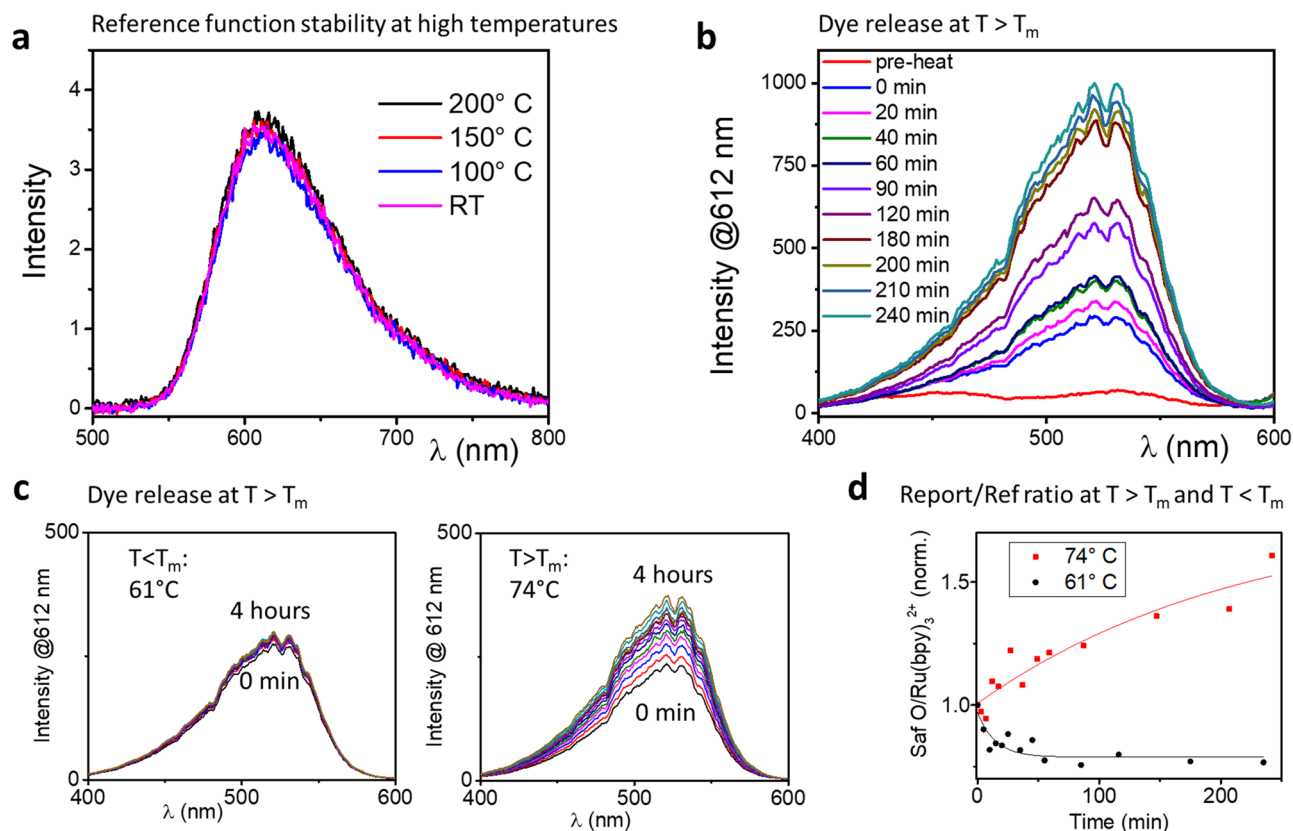 Reference function stability at high temperatures
a
Intensity
4
3
2
1
0
200° C
150° C
100° C
RT
500
600
700
800
λ (nm)
b
Dye release at T > Tm
Intensity @612 nm
1000
750
500
250
0
pre-heat
0 min
20 min
40 min
60 min
90 min
120 min
180 min
200 min
210 min
240 min
400
500
600
λ (nm)
c
Dye release at T > Tm
Intensity @612 nm
500
0
T<Tm:
61°C
4 hours
0 min
400
500
600
λ (nm)
Intensity @ 612 nm
500
0
T>Tm:
74°C
4 hours
0 min
400
500
600
λ (nm)
d
Report/Ref ratio at T > Tm and T < Tm
Saf O/Ru(bpy)₃²⁺ (norm.)
1.5
1.0
74° C
61° C
0
100
200
Time (min)